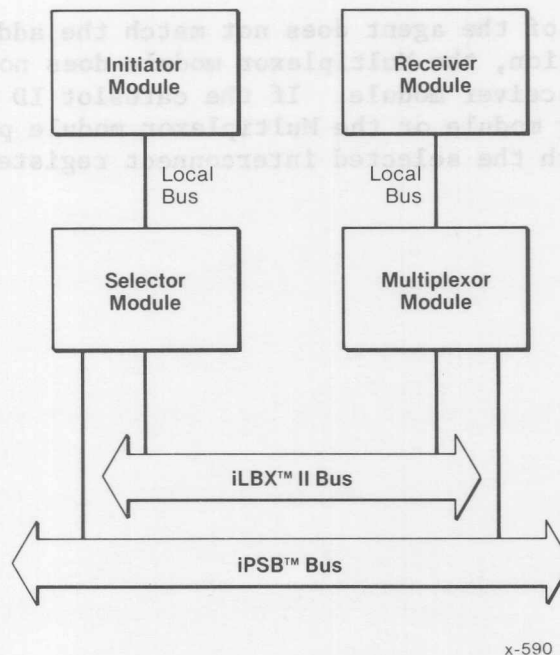 Initiator
Module
Receiver
Module
Local
Bus
Local
Bus
Selector
Module
Multiplexor
Module
iLBX™ II Bus
iPSB™ Bus
x-590